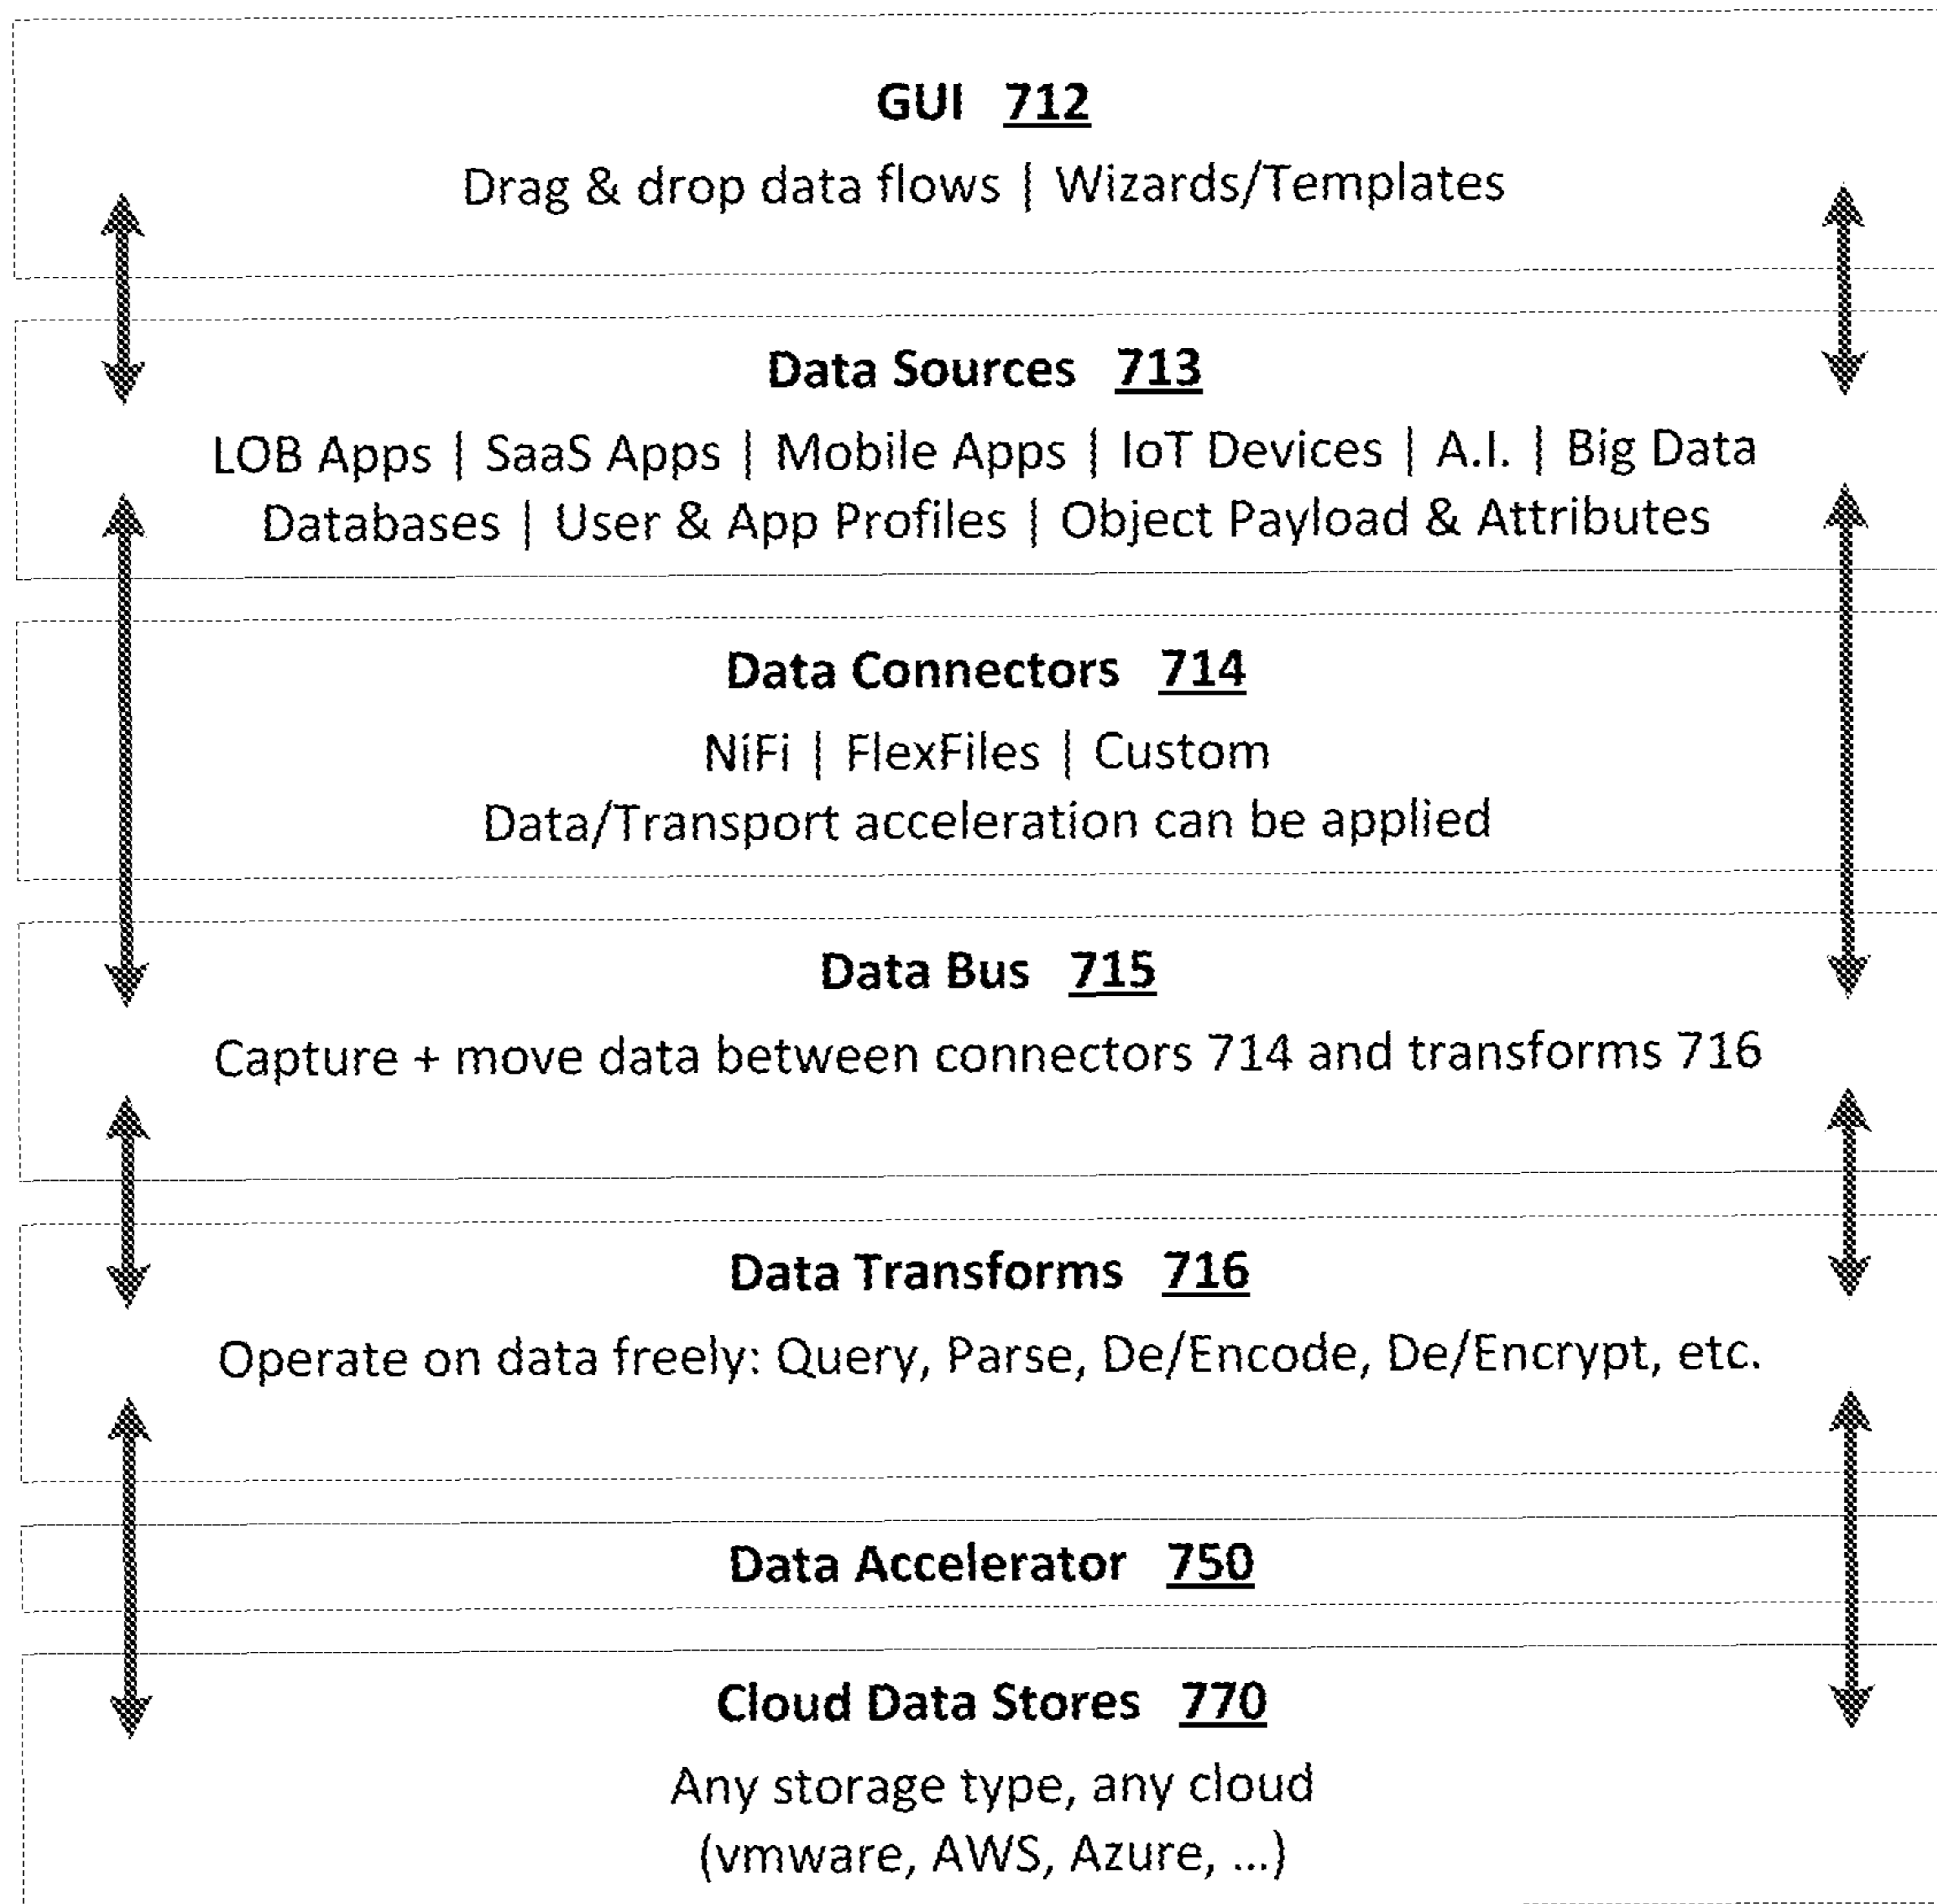 GUI 712
Drag & drop data flows | Wizards/Templates
Data Sources 713
LOB Apps | SaaS Apps | Mobile Apps | IoT Devices | A.I. | Big Data
Databases | User & App Profiles | Object Payload & Attributes
Data Connectors 714
NiFi | FlexFiles | Custom
Data/Transport acceleration can be applied
Data Bus 715
Capture + move data between connectors 714 and transforms 716
Data Transforms 716
Operate on data freely: Query, Parse, De/Encode, De/Encrypt, etc.
Data Accelerator 750
Cloud Data Stores 770
Any storage type, any cloud
(vmware, AWS, Azure, ...)